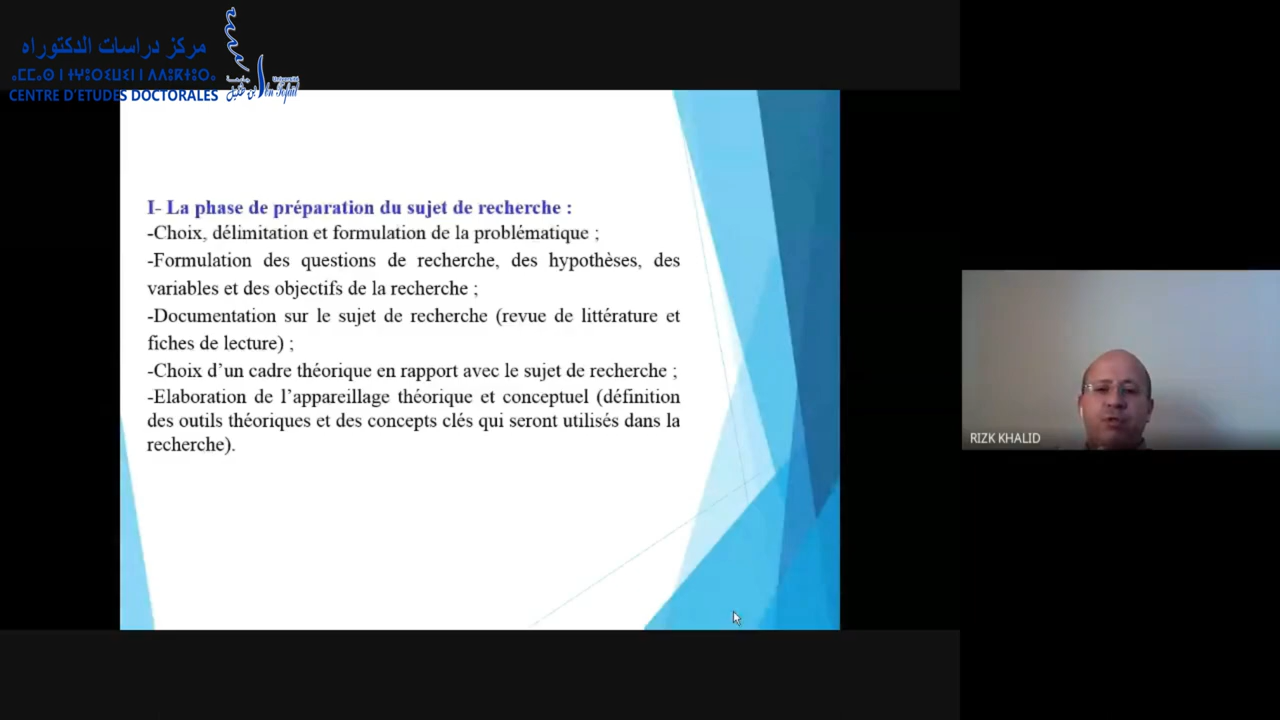 مركز دراسات الدكتوراه
CENTRE D'ETUDES DOCTORALES
Université
Ibn Tofail
I- La phase de préparation du sujet de recherche :
-Choix, délimitation et formulation de la problématique ;
-Formulation des questions de recherche, des hypothèses, des
variables et des objectifs de la recherche ;
-Documentation sur le sujet de recherche (revue de littérature et
fiches de lecture) ;
-Choix d’un cadre théorique en rapport avec le sujet de recherche ;
-Elaboration de l’appareillage théorique et conceptuel (définition
des outils théoriques et des concepts clés qui seront utilisés dans la
recherche).
RIZK KHALID